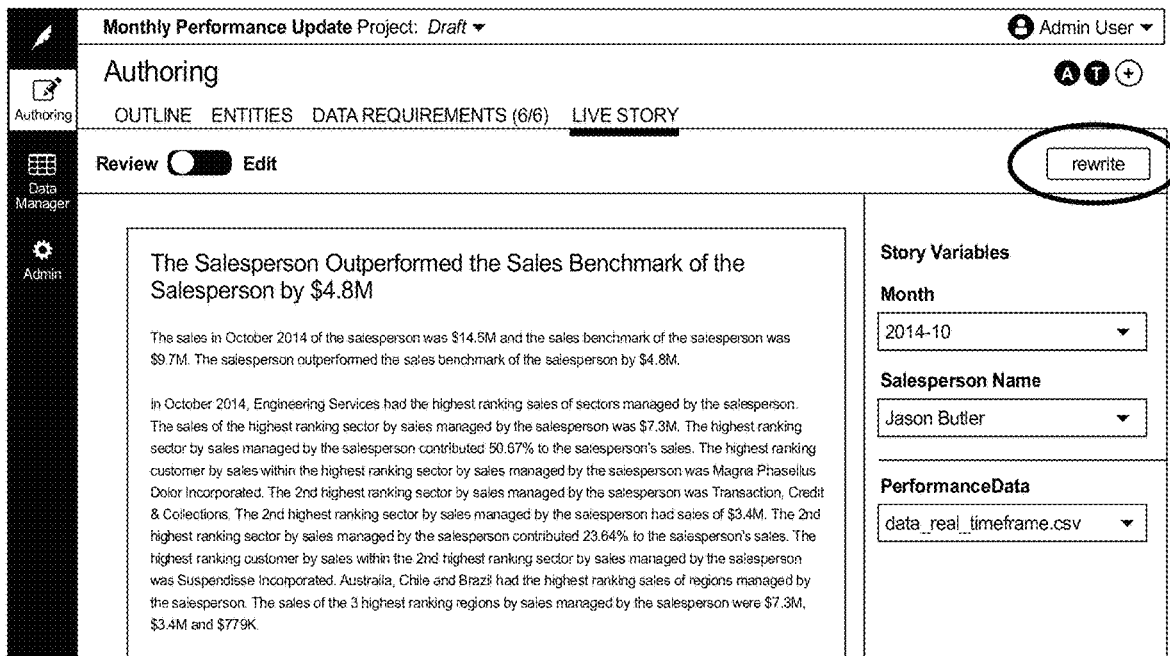 Monthly Performance Update Project: Draft
Admin User
Authoring
A T +
Authoring
OUTLINE ENTITIES DATA REQUIREMENTS (6/6) LIVE STORY
Review Edit
rewrite
Data
Manager
Admin
The Salesperson Outperformed the Sales Benchmark of the
Salesperson by $4.8M
The sales in October 2014 of the salesperson was $14.5M and the sales benchmark of the salesperson was
$9.7M. The salesperson outperformed the sales benchmark of the salesperson by $4.8M.
In October 2014, Engineering Services had the highest ranking sales of sectors managed by the salesperson.
The sales of the highest ranking sector by sales managed by the salesperson was $7.3M. The highest ranking
sector by sales managed by the salesperson contributed 50.67% to the salesperson's sales. The highest ranking
customer by sales within the highest ranking sector by sales managed by the salesperson was Magna Phasellus
Dolor Incorporated. The 2nd highest ranking sector by sales managed by the salesperson was Transaction, Credit
& Collections. The 2nd highest ranking sector by sales managed by the salesperson had sales of $3.4M. The 2nd
highest ranking sector by sales managed by the salesperson contributed 23.64% to the salesperson's sales. The
highest ranking customer by sales within the 2nd highest ranking sector by sales managed by the salesperson
was Suspendisse Incorporated. Australia, Chile and Brazil had the highest ranking sales of regions managed by
the salesperson. The sales of the 3 highest ranking regions by sales managed by the salesperson were $7.3M,
$3.4M and $779K.
Story Variables
Month
2014-10
Salesperson Name
Jason Butler
PerformanceData
data_real_timeframe.csv